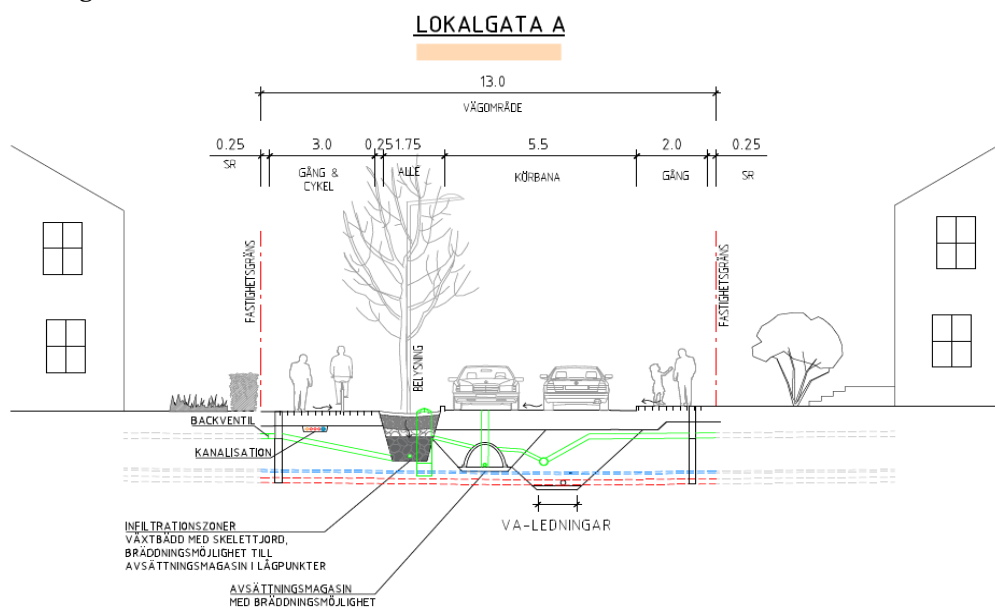 LOKALGATA A
13.0
VÄGOMRÅDE
0.25 3.0 0.25 1.75 5.5 2.0 0.25
SR GÅNG & CYKEL ALLE KÖRBANA GÅNG SR
FASTIGHETSGRÄNS
BELYSNING
FASTIGHETSGRÄNS
BACKVENTIL
KANALISATION
VA-LEDNINGAR
INFILTRATIONSZONER
VÄXTBÄDD MED SKELETTJORD,
BRÄDDNINGSMÖJLIGHET TILL
AVSÄTTNINGSMAGASIN I LÅGPUNKTER
AVSÄTTNINGSMAGASIN
MED BRÄDDNINGSMÖJLIGHET